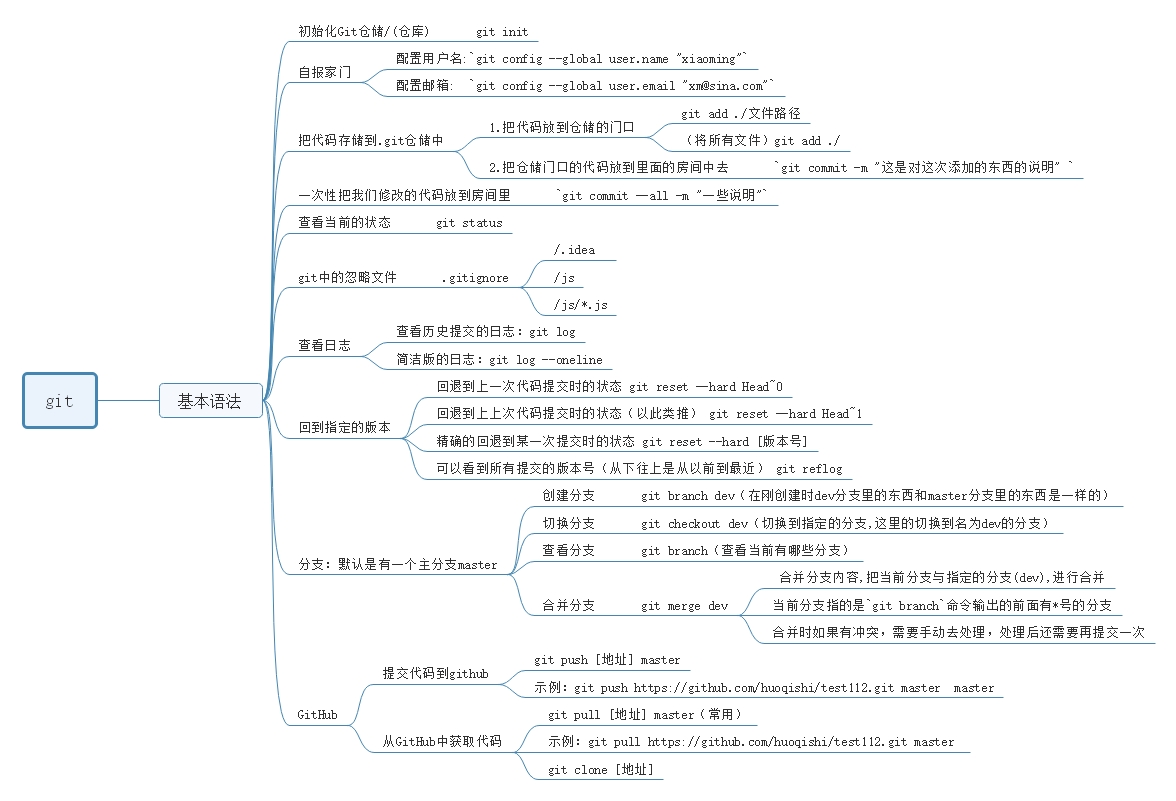 git
基本语法
初始化Git仓储/(仓库)    git init
自报家门
配置用户名:`git config --global user.name "xiaoming"`
配置邮箱:  `git config --global user.email "xm@sina.com"`
把代码存储到.git仓储中
1.把代码放到仓储的门口
git add ./文件路径
（将所有文件）git add ./
2.把仓储门口的代码放到里面的房间中去    `git commit -m "这是对这次添加的东西的说明" `
一次性把我们修改的代码放到房间里    `git commit —all -m "一些说明"`
查看当前的状态    git status
git中的忽略文件    .gitignore
/.idea
/js
/js/*.js
查看日志
查看历史提交的日志：git log
简洁版的日志：git log --oneline
回到指定的版本
回退到上一次代码提交时的状态 git reset —hard Head~0
回退到上上次代码提交时的状态（以此类推） git reset —hard Head~1
精确的回退到某一次提交时的状态 git reset --hard [版本号]
可以看到所有提交的版本号（从下往上是从以前到最近） git reflog
分支：默认是有一个主分支master
创建分支    git branch dev（在刚创建时dev分支里的东西和master分支里的东西是一样的）
切换分支    git checkout dev（切换到指定的分支,这里的切换到名为dev的分支）
查看分支    git branch（查看当前有哪些分支）
合并分支    git merge dev
合并分支内容,把当前分支与指定的分支(dev),进行合并
当前分支指的是`git branch`命令输出的前面有*号的分支
合并时如果有冲突，需要手动去处理，处理后还需要再提交一次
GitHub
提交代码到github
git push [地址] master
示例：git push https://github.com/huoqishi/test112.git master  master
从GitHub中获取代码
git pull [地址] master（常用）
示例：git pull https://github.com/huoqishi/test112.git master
git clone [地址]